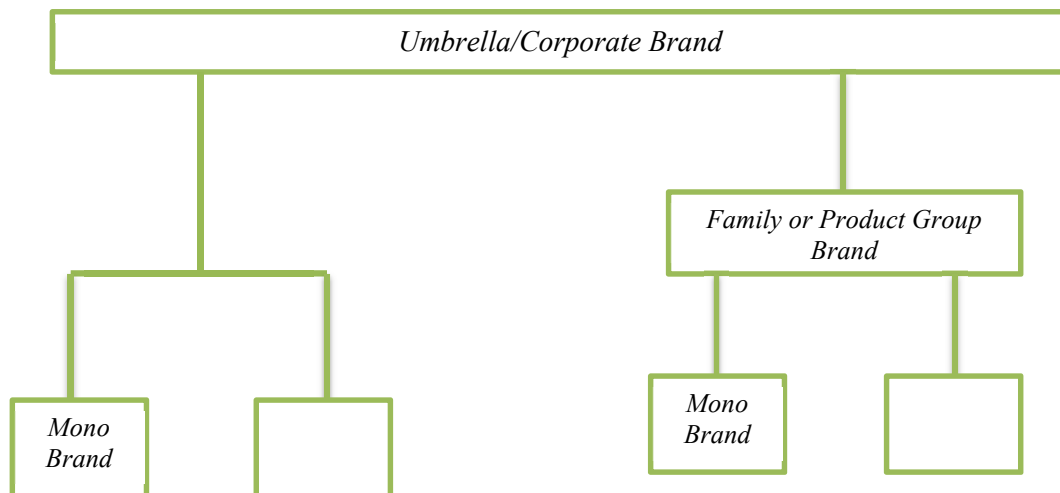 Umbrella/Corporate Brand
Family or Product Group
Brand
Mono
Brand
Mono
Brand